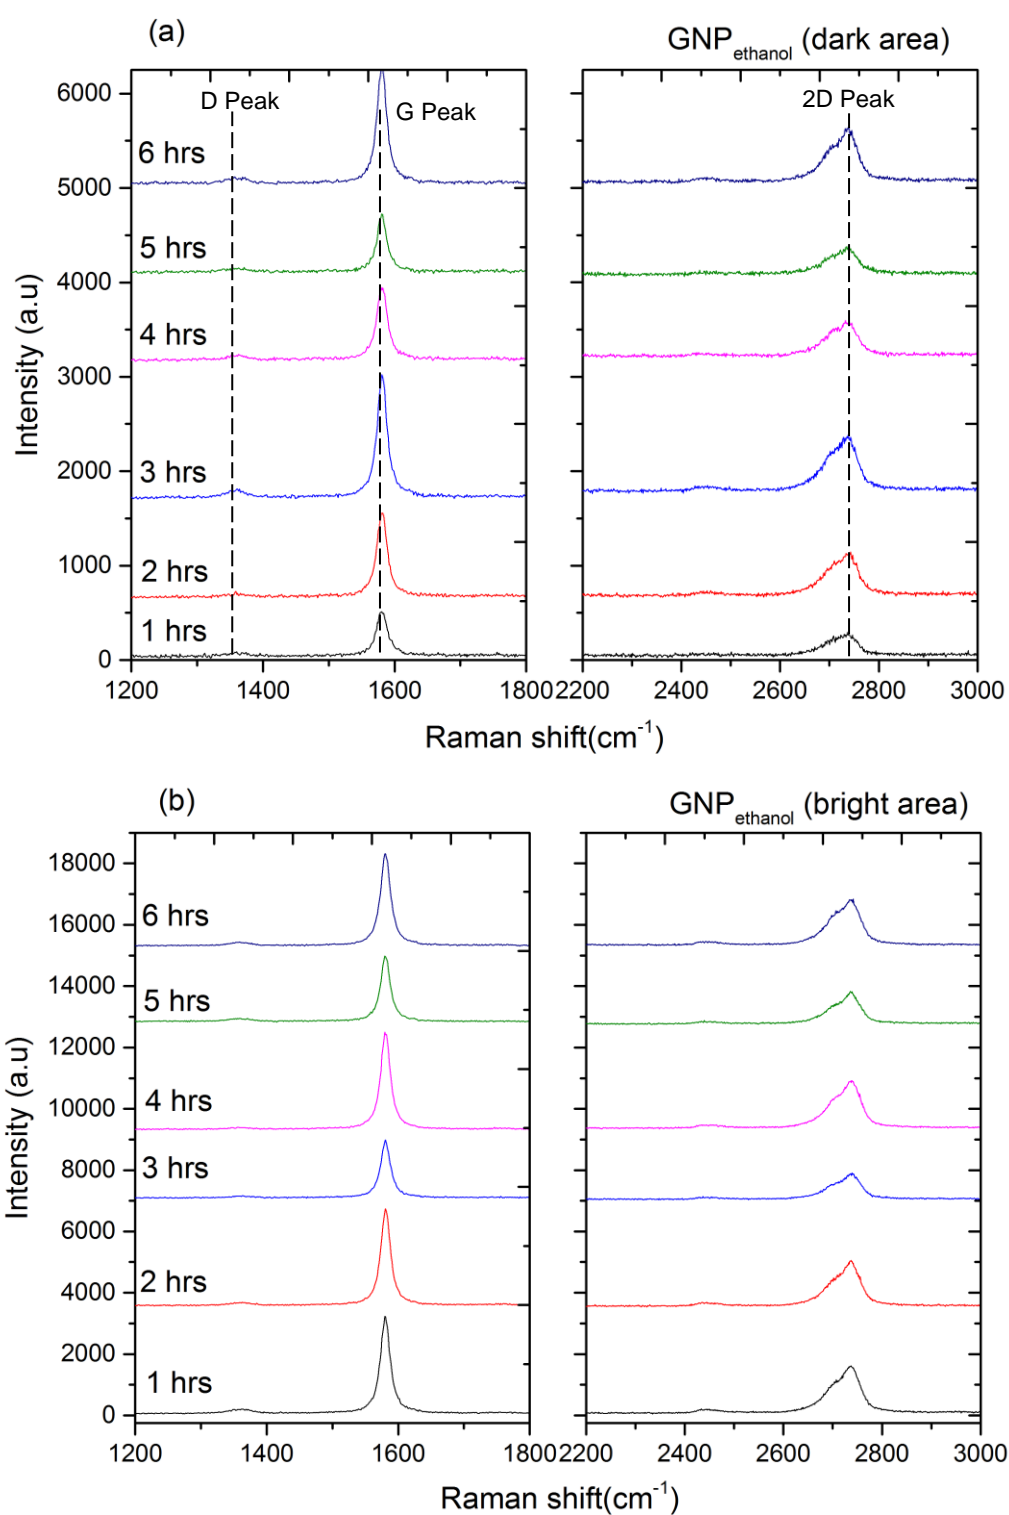 (a)
GNPethanol (dark area)
6000
D Peak
G Peak
2D Peak
6 hrs
5000
5 hrs
4000
4 hrs
3000
3 hrs
2000
2 hrs
1000
1 hrs
0
Intensity (a.u)
1200 1400 1600 1800 2200 2400 2600 2800 3000
Raman shift(cm-1)
(b)
GNPethanol (bright area)
18000
6 hrs
16000
5 hrs
14000
12000
4 hrs
10000
3 hrs
8000
6000
2 hrs
4000
2000
1 hrs
0
Intensity (a.u)
1200 1400 1600 1800 2200 2400 2600 2800 3000
Raman shift(cm-1)